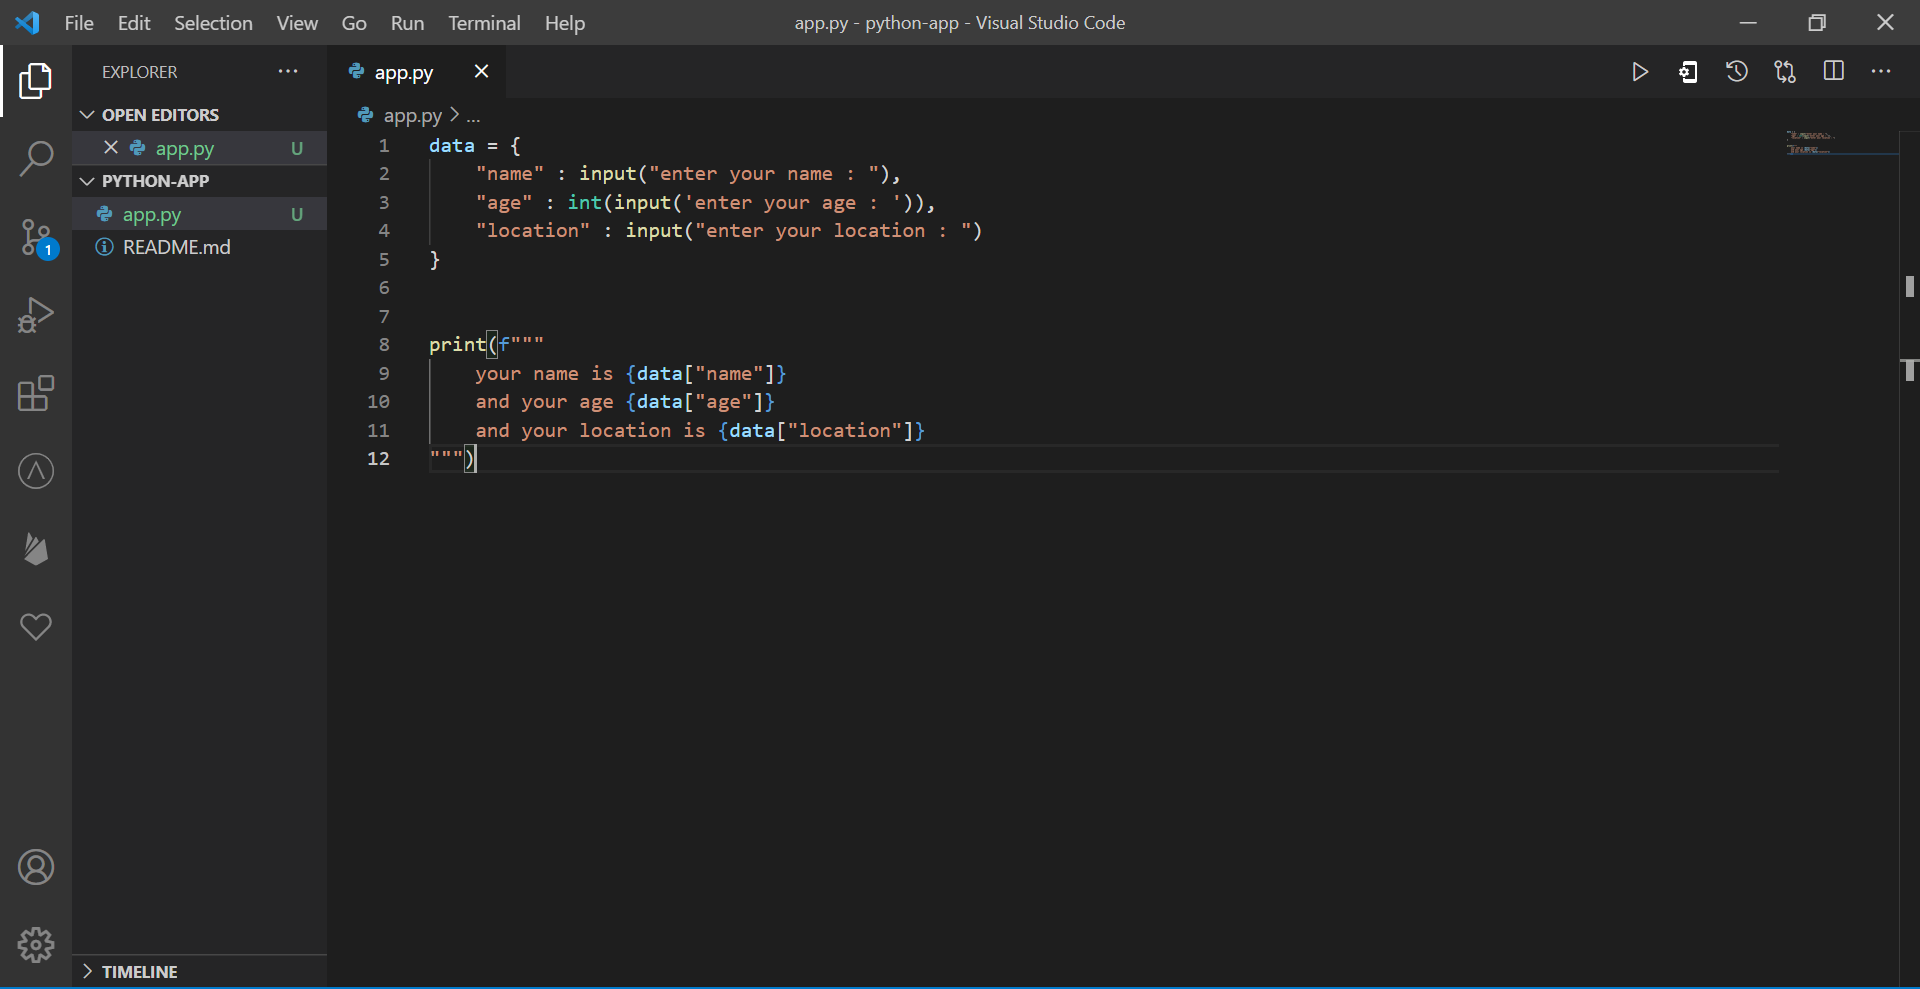 File Edit Selection View Go Run Terminal Help app.py - python-app - Visual Studio Code
EXPLORER
OPEN EDITORS
app.py U
PYTHON-APP
app.py U
README.md
1
TIMELINE
app.py
app.py > ...
1 data = {
2     "name" : input("enter your name : "),
3     "age" : int(input('enter your age : ')),
4     "location" : input("enter your location : ")
5 }
6
7
8 print(f"""
9     your name is {data["name"]}
10     and your age {data["age"]}
11     and your location is {data["location"]}
12 """)